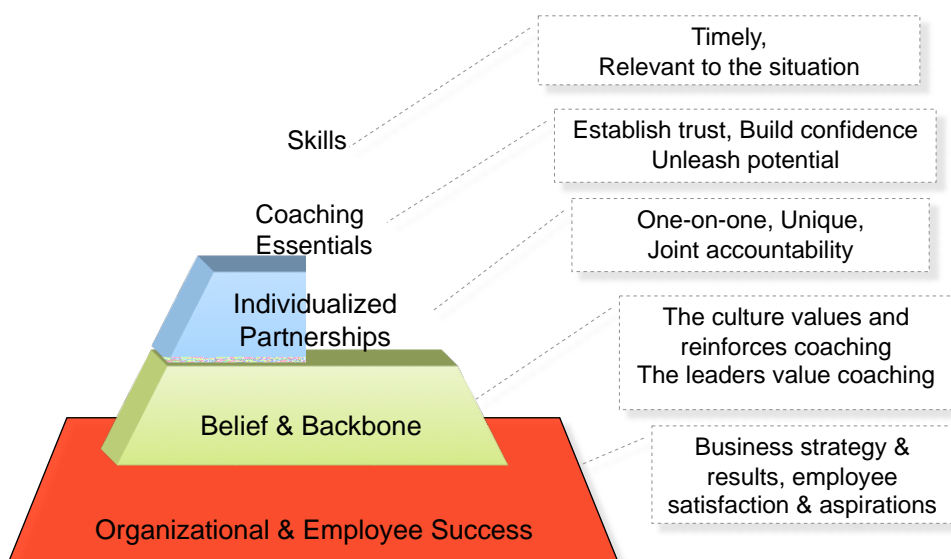 Timely,
Relevant to the situation
Skills
Establish trust, Build confidence
Unleash potential
Coaching
Essentials
One-on-one, Unique,
Joint accountability
Individualized
Partnerships
The culture values and
reinforces coaching
The leaders value coaching
Belief & Backbone
Business strategy &
results, employee
satisfaction & aspirations
Organizational & Employee Success